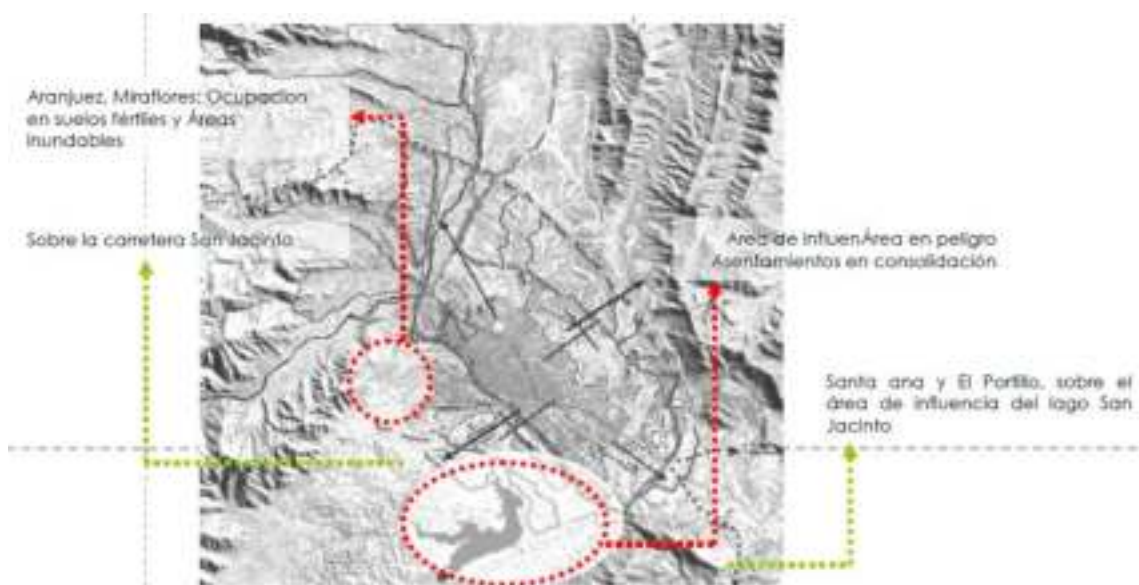 Aranjuez, Miraflores: Ocupacion
en suelos fértiles y Áreas
inundables
Sobre la carretera San Jacinto
Area de influenÁrea en peligro
Asentamientos en consolidación
Santa ana y El Portillo, sobre el
área de influencia del lago San
Jacinto